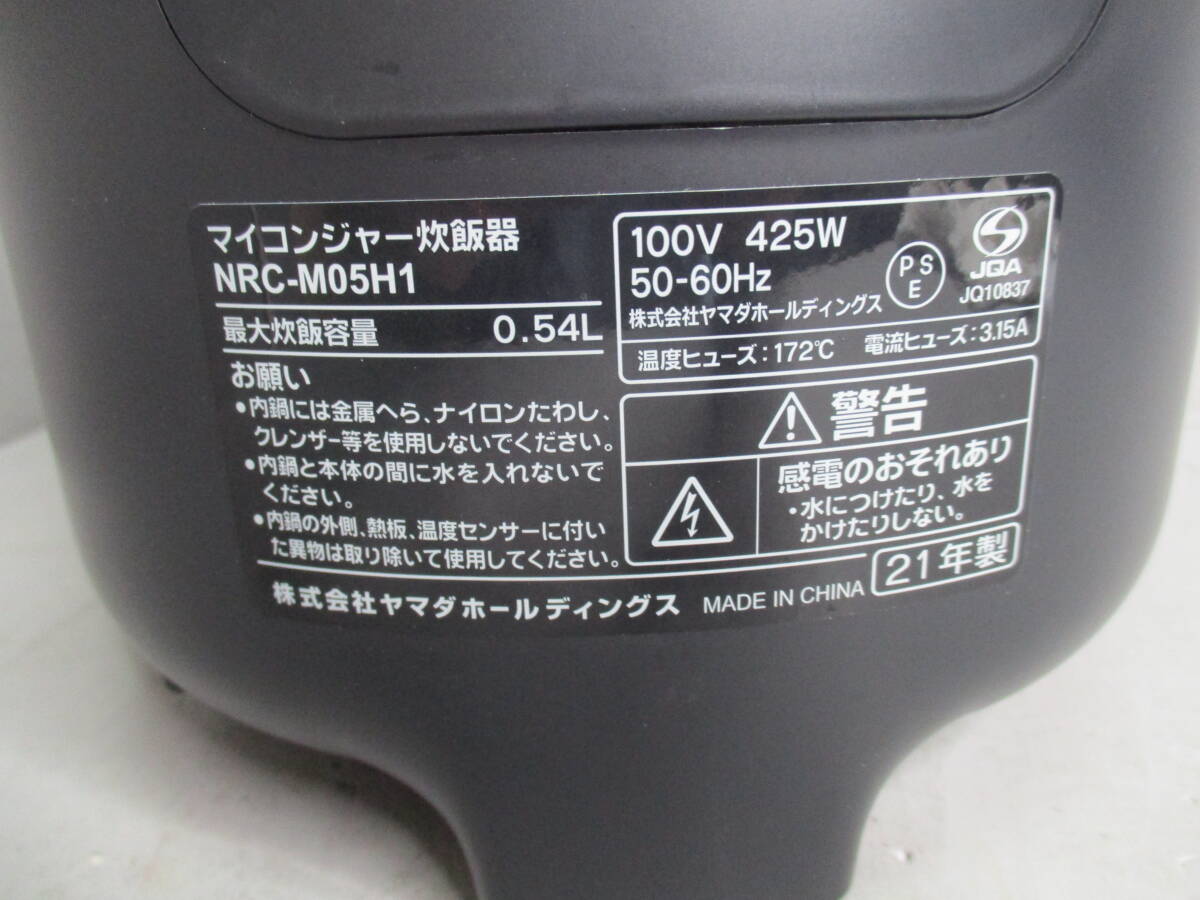 マイコンジャー炊飯器
NRC-M05H1
最大炊飯容量 0.54L
お願い
•内鍋には金属へら、ナイロンたわし、
クレンザー等を使用しないでください。
•内鍋と本体の間に水を入れないで
ください。
•内鍋の外側、熱板、温度センサーに付い
た異物は取り除いて使用してください。
100V 425W
50-60Hz
株式会社ヤマダホールディングス
PS
E
JQA
JQ10837
温度ヒューズ:172℃ 電流ヒューズ:3.15A
警告
感電のおそれあり
・水につけたり、水を
かけたりしない。
株式会社ヤマダホールディングス MADE IN CHINA 21年製